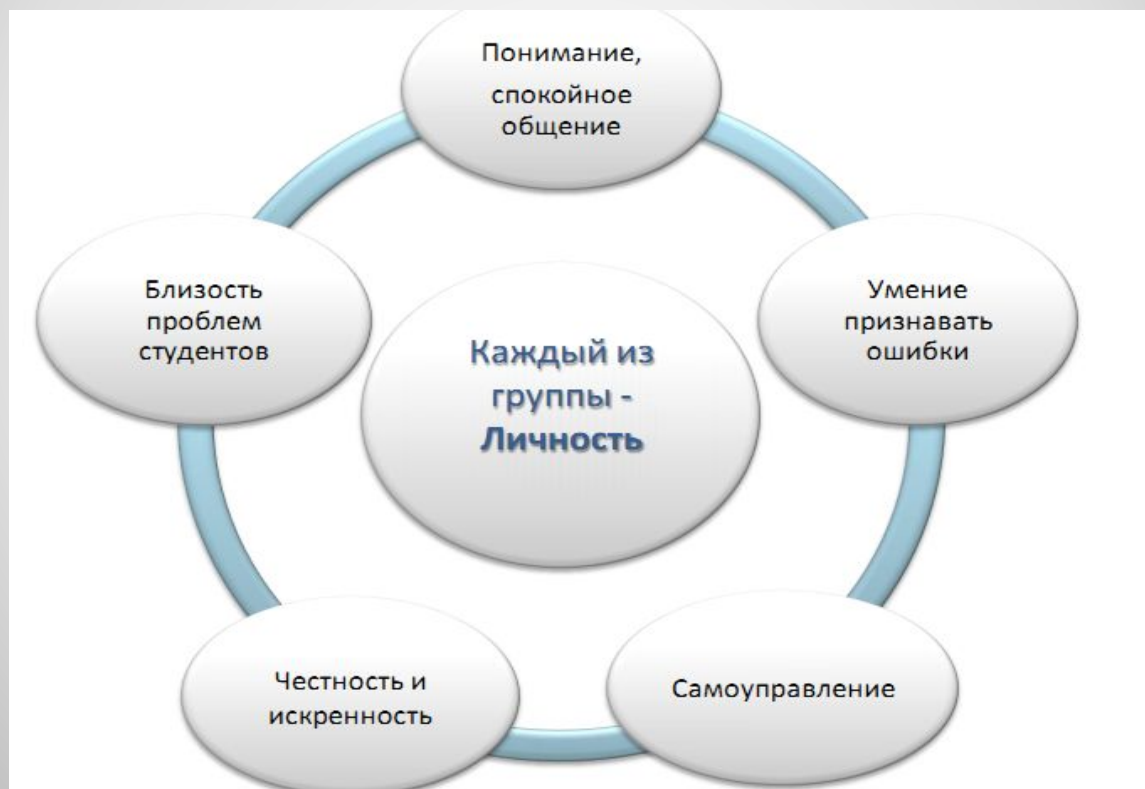 Понимание,
спокойное
общение
Умение
признавать
ошибки
Самоуправление
Честность и
искренность
Близость
проблем
студентов
Каждый из
группы -
Личность